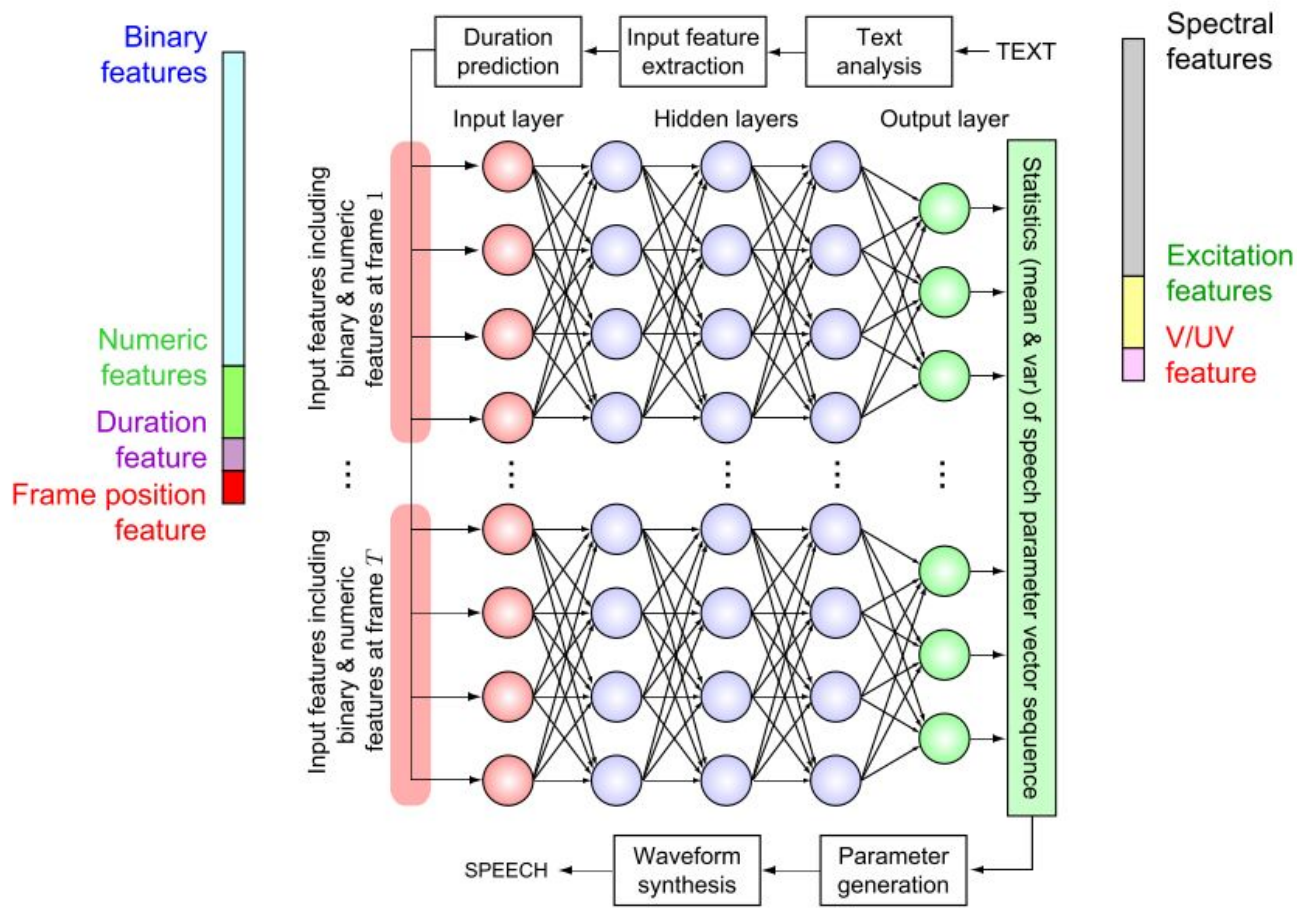 Binary
features
Numeric
features
Duration
feature
Frame position
feature
Duration
prediction
Input feature
extraction
Text
analysis
TEXT
Input layer
Hidden layers
Output layer
Input features including
binary & numeric
features at frame 1
...
Input features including
binary & numeric
features at frame T
...
...
...
...
Statistics (mean & var) of speech parameter vector sequence
SPEECH
Waveform
synthesis
Parameter
generation
Spectral
features
Excitation
features
V/UV
feature